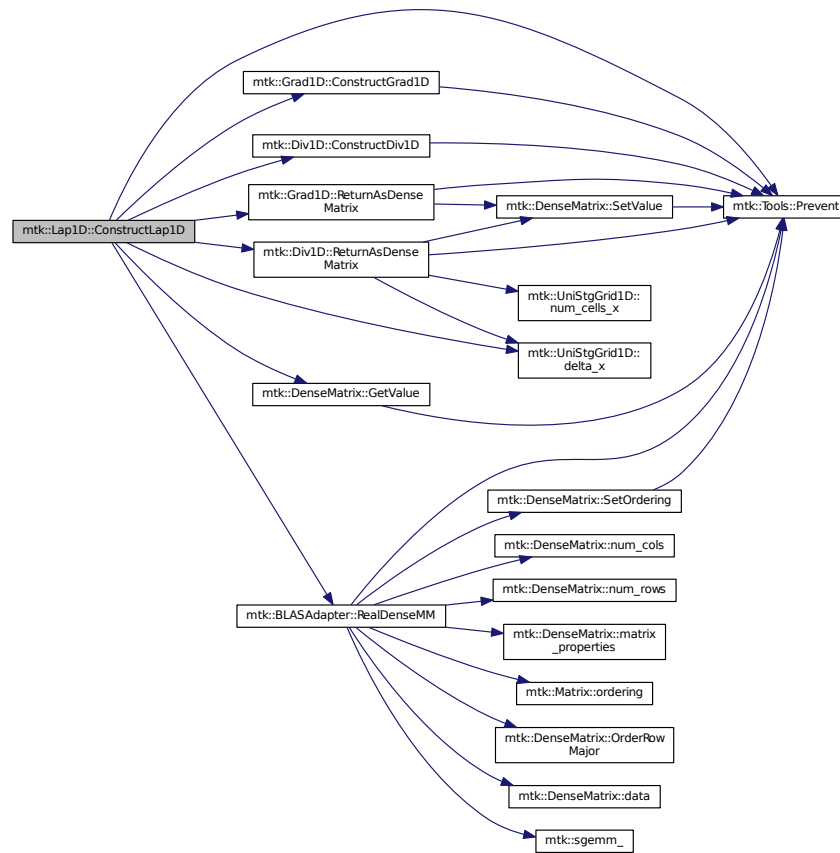 mtk::Grad1D::ConstructGrad1D
mtk::Div1D::ConstructDiv1D
mtk::Grad1D::ReturnAsDense
Matrix
mtk::DenseMatrix::SetValue
mtk::Tools::Prevent
mtk::Lap1D::ConstructLap1D
mtk::Div1D::ReturnAsDense
Matrix
mtk::UniStgGrid1D::
num_cells_x
mtk::UniStgGrid1D::
delta_x
mtk::DenseMatrix::GetValue
mtk::DenseMatrix::SetOrdering
mtk::DenseMatrix::num_cols
mtk::DenseMatrix::num_rows
mtk::BLASAdapter::RealDenseMM
mtk::DenseMatrix::matrix
_properties
mtk::Matrix::ordering
mtk::DenseMatrix::OrderRow
Major
mtk::DenseMatrix::data
mtk::sgemm_